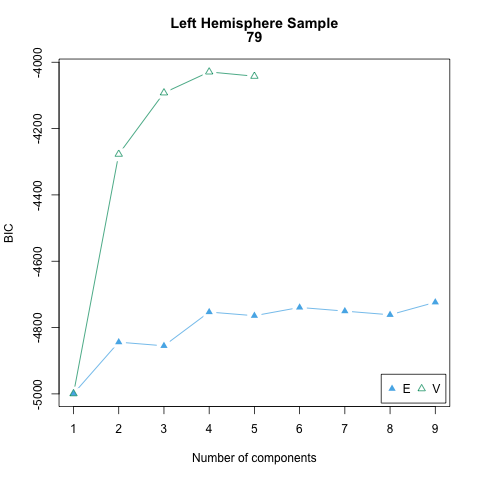 Left Hemisphere Sample
79
BIC
-4000
-4200
-4400
-4600
-4800
-5000
1 2 3 4 5 6 7 8 9
Number of components
E V